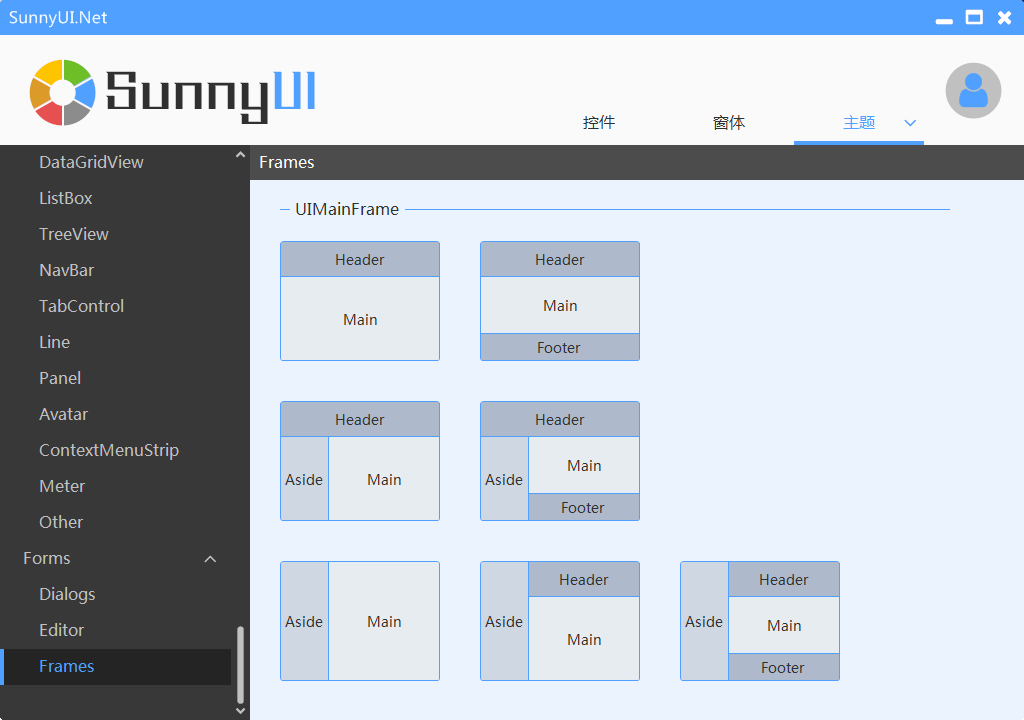 SunnyUI.Net
SunnyUI
控件 窗体 主题
DataGridView
ListBox
TreeView
NavBar
TabControl
Line
Panel
Avatar
ContextMenuStrip
Meter
Other
Forms
Dialogs
Editor
Frames
Frames
UIMainFrame
Header Header
Main Main
Footer
Header Header
Aside Main Aside Main
Footer
Aside Main Aside Header Aside Header
Main Main
Footer